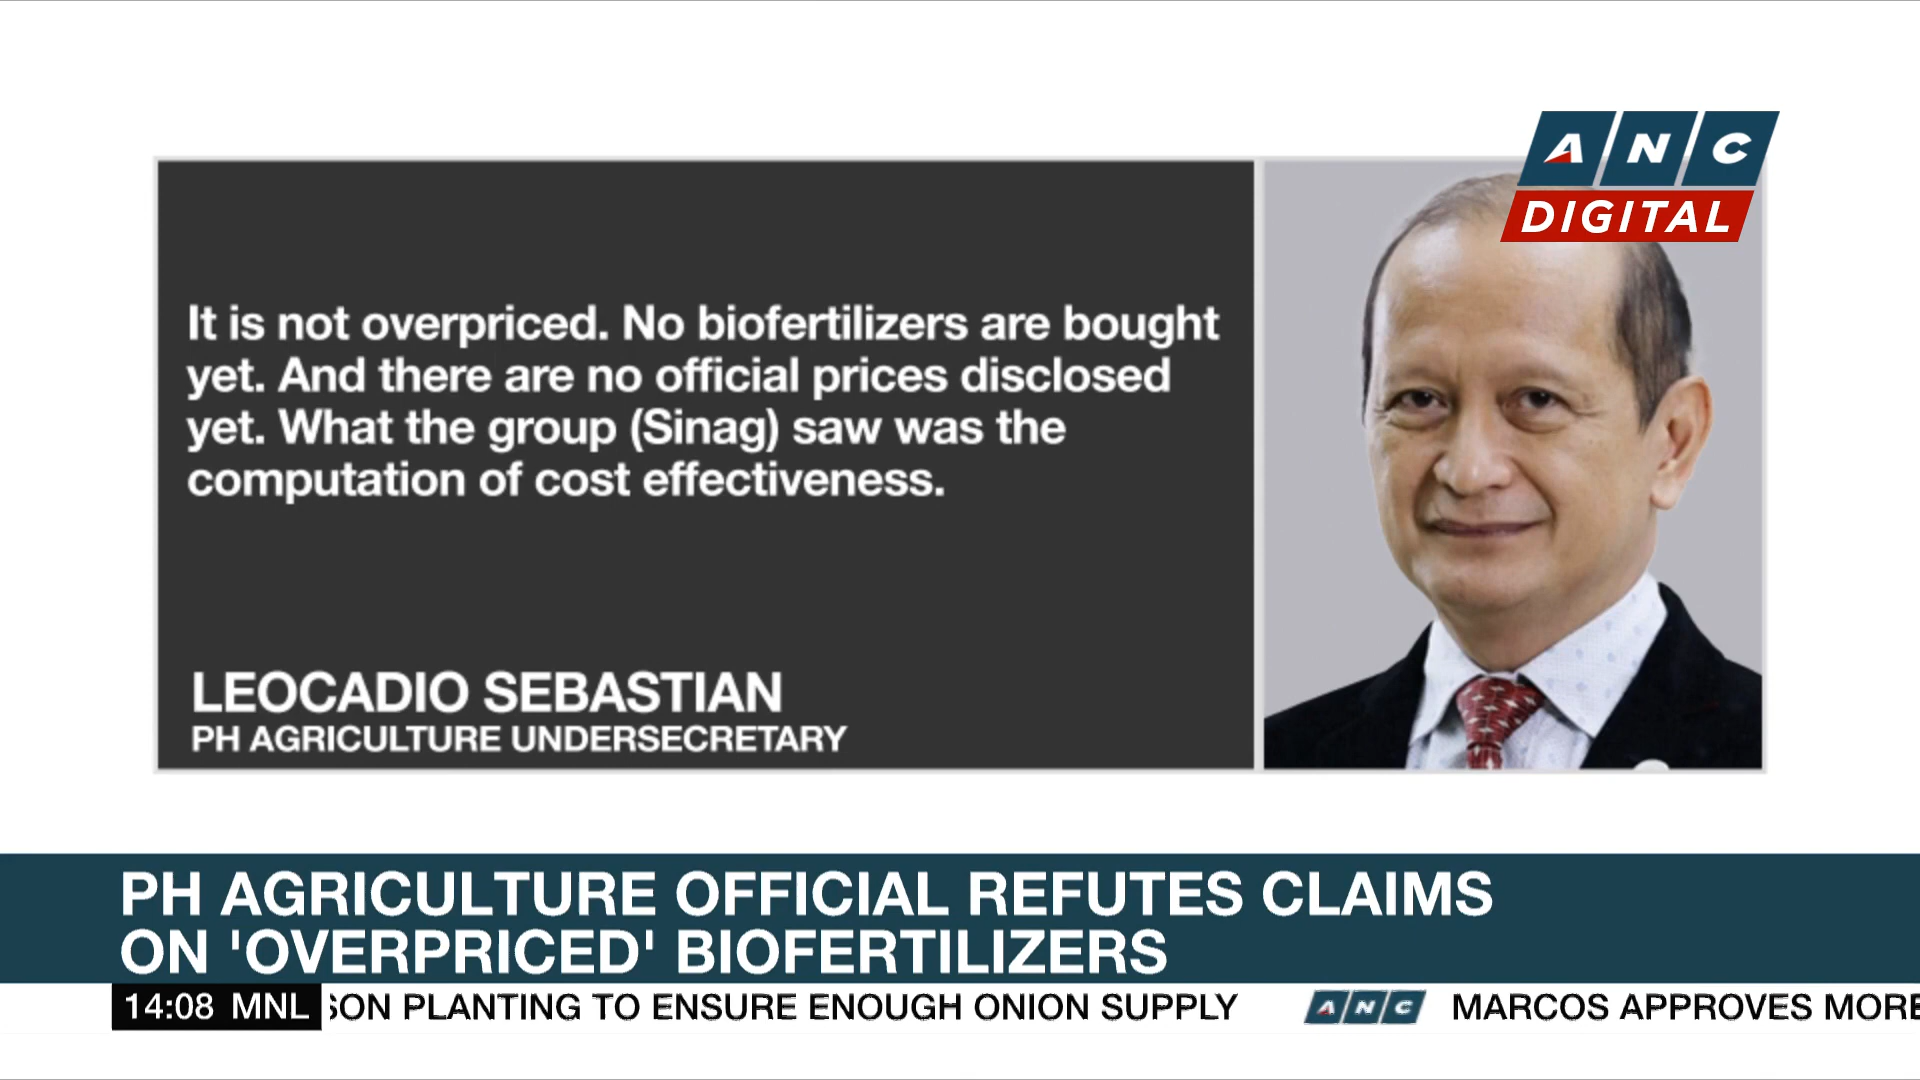 ANC
DIGITAL
It is not overpriced. No biofertilizers are bought
yet. And there are no official prices disclosed
yet. What the group (Sinag) saw was the
computation of cost effectiveness.
LEOCADIO SEBASTIAN
PH AGRICULTURE UNDERSECRETARY
PH AGRICULTURE OFFICIAL REFUTES CLAIMS
ON 'OVERPRICED' BIOFERTILIZERS
14:08 MNL SON PLANTING TO ENSURE ENOUGH ONION SUPPLY ANC MARCOS APPROVES MORE